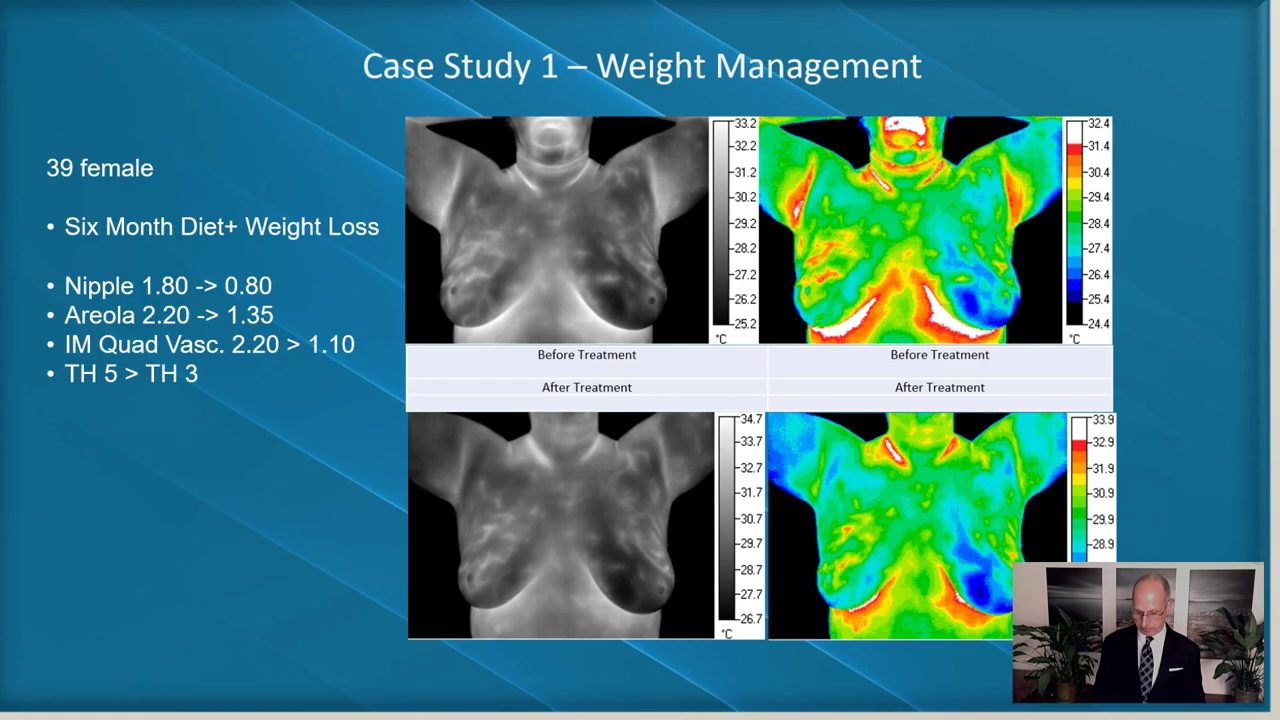 Case Study 1 – Weight Management
39 female
• Six Month Diet+ Weight Loss
• Nipple 1.80 -> 0.80
• Areola 2.20 -> 1.35
• IM Quad Vasc. 2.20 > 1.10
• TH 5 > TH 3
33.2
32.2
31.2
30.2
29.2
28.2
27.2
26.2
25.2
°C
32.4
31.4
30.4
29.4
28.4
27.4
26.4
25.4
24.4
°C
Before Treatment
Before Treatment
After Treatment
After Treatment
34.7
33.7
32.7
31.7
30.7
29.7
28.7
27.7
26.7
°C
33.9
32.9
31.9
30.9
29.9
28.9